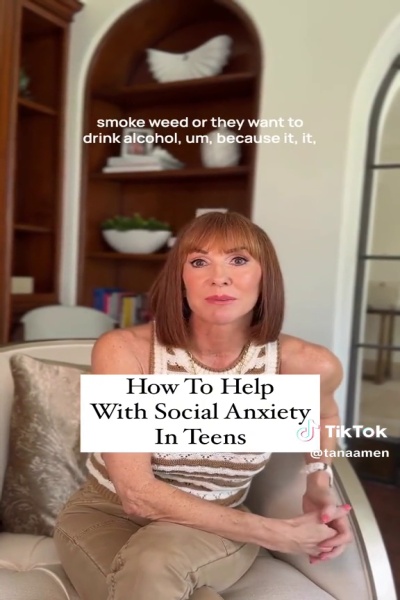 smoke weed or they want to
drink alcohol, um, because it, it,
How To Help
With Social Anxiety
In Teens
TikTok
@tanaamen